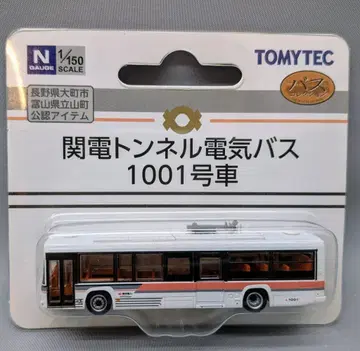 N
GAUGE
1/150
SCALE
TOMYTEC
長野県大町市
富山県立山町
公認アイテム
バス
関電トンネル電気バス
1001号車